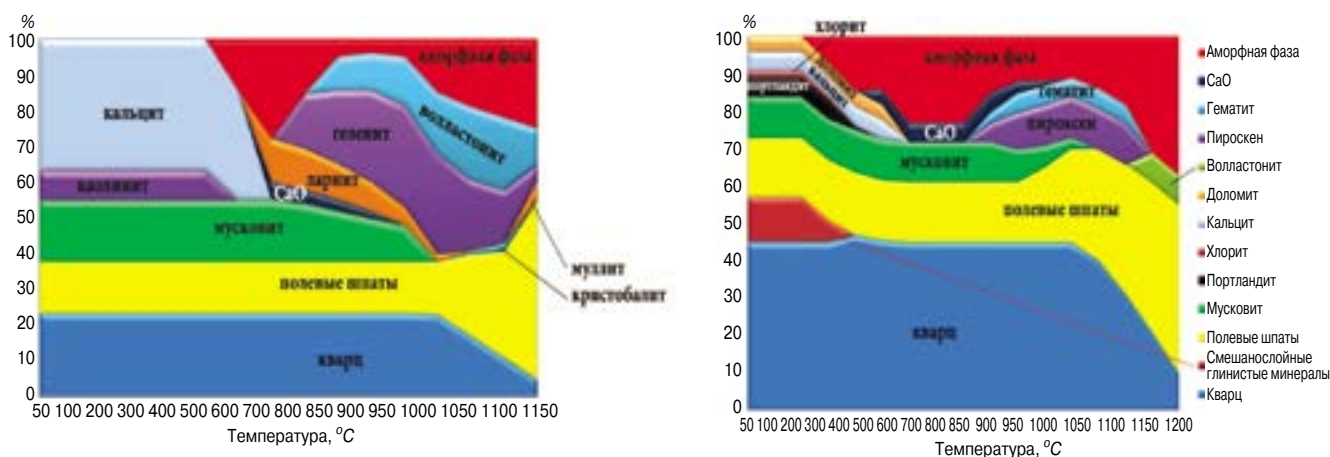 %
100
90
80
70
60
50
40
30
20
10
0
50 100 200 300 400 500 600 700 800 850 900 950 1000 1050 1100 1150
Температура, °C
аморфная фаза
кальцит
волластонит
геленит
каолинит
ларнит
CaO
мусковит
полевые шпаты
муллит
кристобалит
кварц
%
100
90
80
70
60
50
40
30
20
10
0
50 100 200 300 400 500 600 700 800 850 900 950 1000 1050 1100 1150 1200
Температура, °C
хлорит
аморфная фаза
доломит
кальцит
портландит
гематит
CaO
пироксен
мусковит
полевые шпаты
кварц
Аморфная фаза
CaO
Гематит
Пироскен
Волластонит
Доломит
Кальцит
Хлорит
Портландит
Мусковит
Полевые шпаты
Смешанослойные
глинистые минералы
Кварц